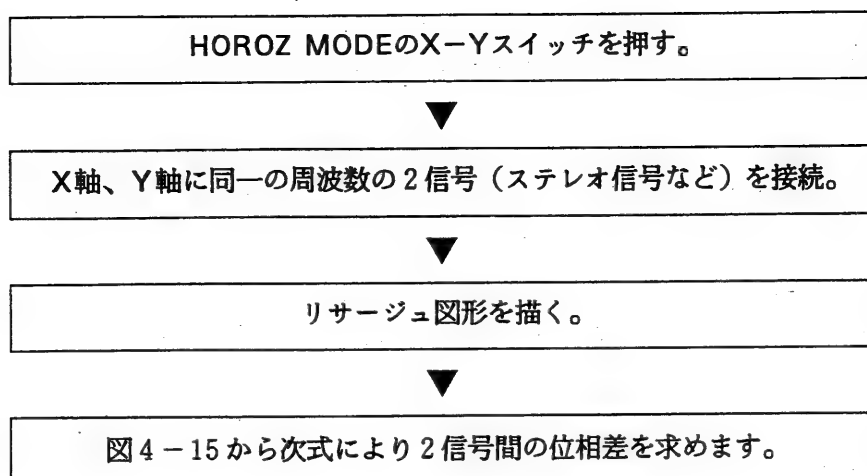 HOROZ MODEのX－Yスイッチを押す。
X軸、Y軸に同一の周波数の2信号（ステレオ信号など）を接続。
リサージュ図形を描く。
図4－15から次式により2信号間の位相差を求めます。